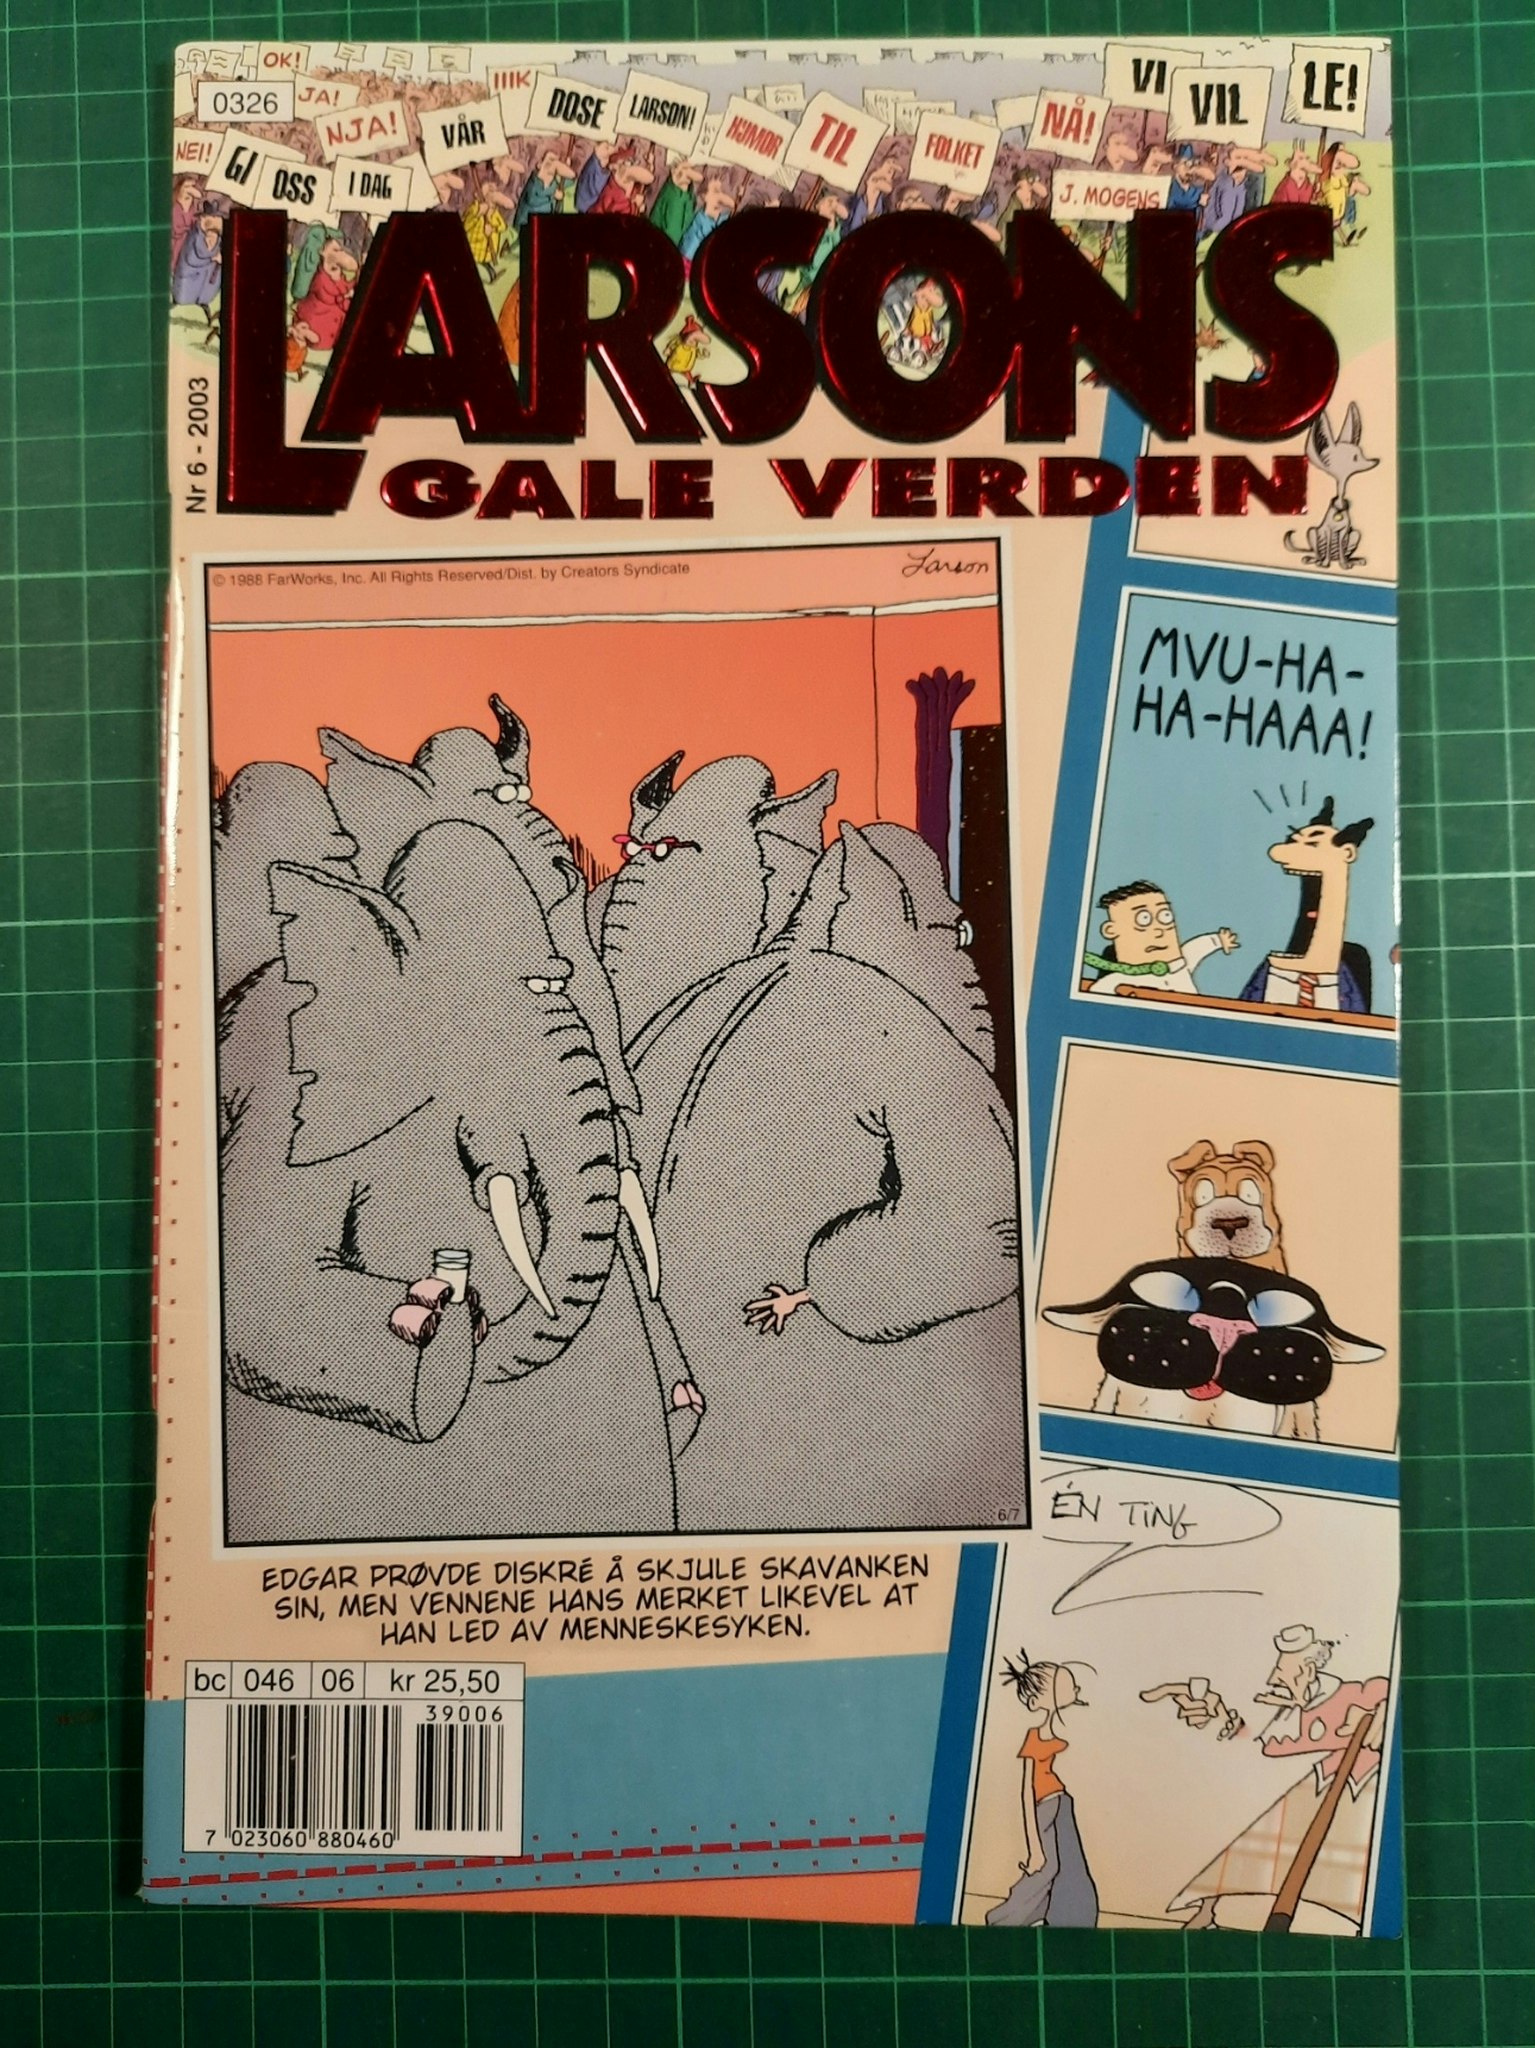 OK!
IIIK
VI
VIL
LE!
0326
JA!
NJA!
VÅR
DOSE
LARSON!
HUMOR
TIL
FOLKET
NÅ!
NEI!
GI
OSS
I DAG
J. MOGENS
LARSONS
GALE VERDEN
Nr 6 - 2003
© 1988 FarWorks, Inc. All Rights Reserved/Dist. by Creators Syndicate
Larson
MVU-HA-
HA-HAAA!
6/7
ÉN TING
EDGAR PRØVDE DISKRÉ Å SKJULE SKAVANKEN
SIN, MEN VENNENE HANS MERKET LIKEVEL AT
HAN LED AV MENNESKESYKEN.
bc 046 06 kr 25,50
39006
7 023060 880460